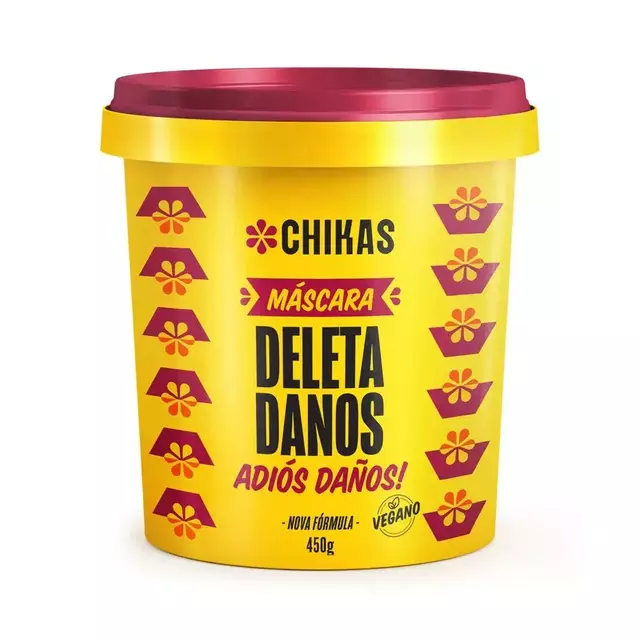 CHIKAS
MÁSCARA
DELETA
DANOS
ADIÓS DAÑOS!
- NOVA FÓRMULA -
VEGANO
450g